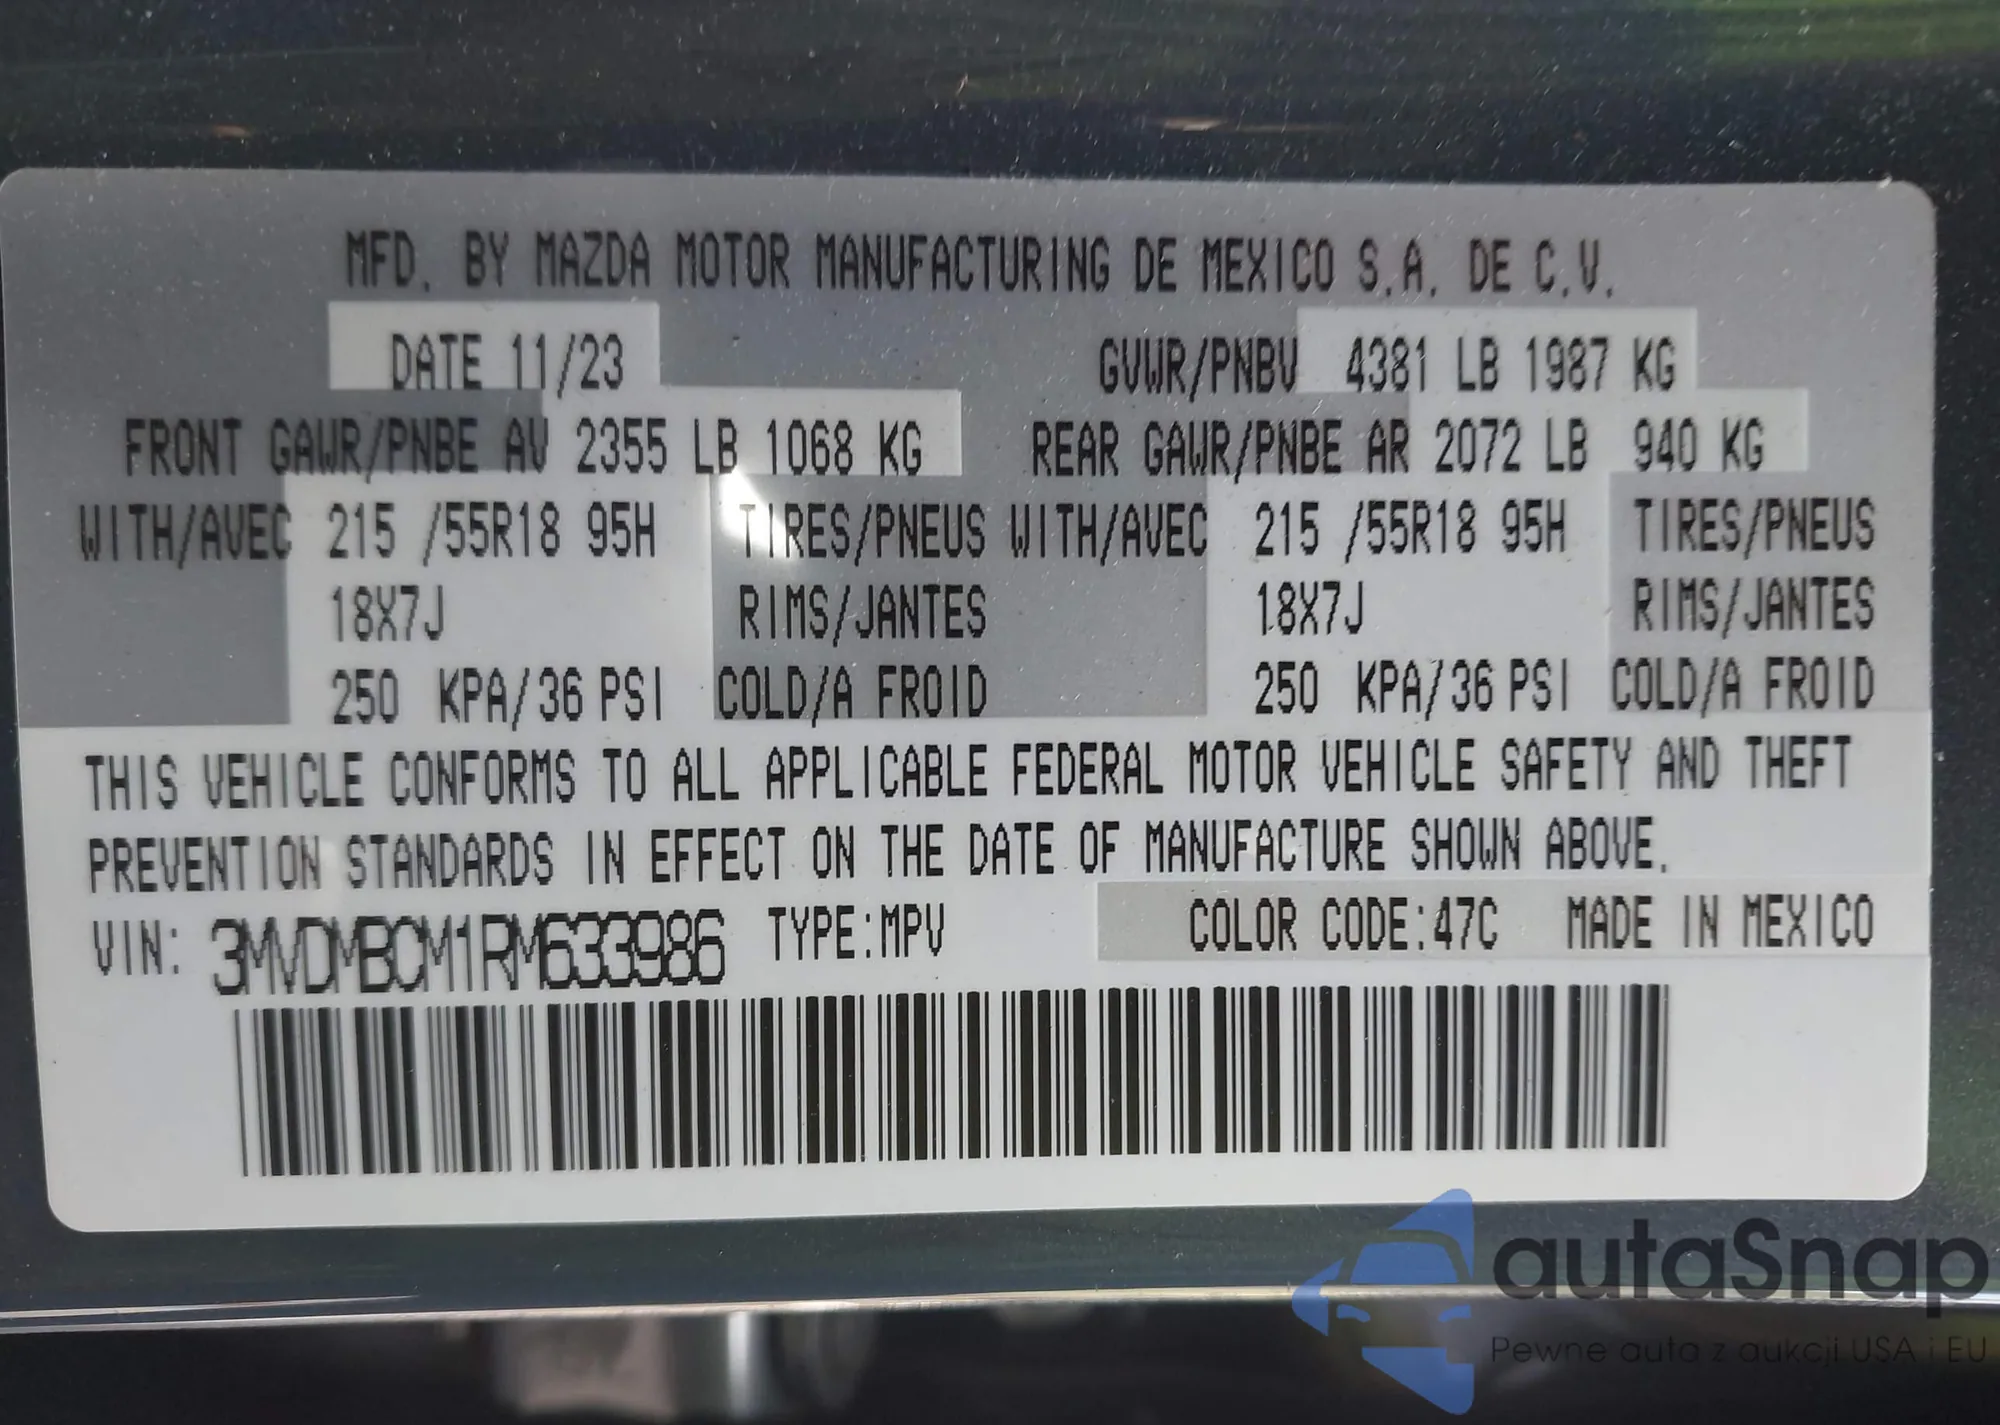 MFD. BY MAZDA MOTOR MANUFACTURING DE MEXICO S.A. DE C.V.
DATE 11/23 GVWR/PNBV 4381 LB 1987 KG
FRONT GAWR/PNBE AV 2355 LB 1068 KG REAR GAWR/PNBE AR 2072 LB 940 KG
WITH/AVEC 215 /55R18 95H TIRES/PNEUS WITH/AVEC 215 /55R18 95H TIRES/PNEUS
18X7J RIMS/JANTES 18X7J RIMS/JANTES
250 KPA/36 PSI COLD/A FROID 250 KPA/36 PSI COLD/A FROID
THIS VEHICLE CONFORMS TO ALL APPLICABLE FEDERAL MOTOR VEHICLE SAFETY AND THEFT
PREVENTION STANDARDS IN EFFECT ON THE DATE OF MANUFACTURE SHOWN ABOVE.
VIN: 3MVDMBCM1RM633986 TYPE:MPV COLOR CODE:47C MADE IN MEXICO
autaSnap
Pewne auta z aukcji USA i EU